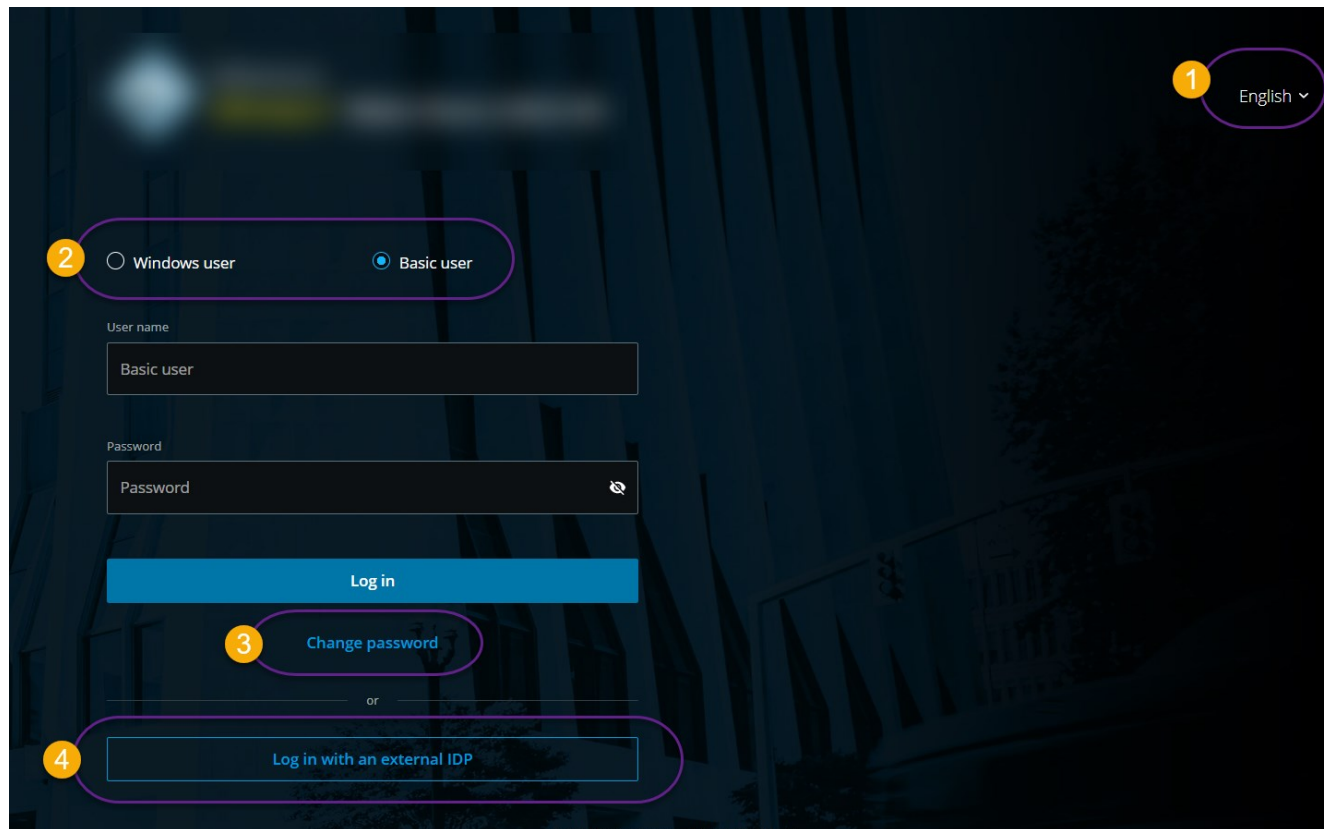 1
English
2
Windows user
Basic user
User name
Basic user
Password
Password
Log in
3
Change password
or
4
Log in with an external IDP